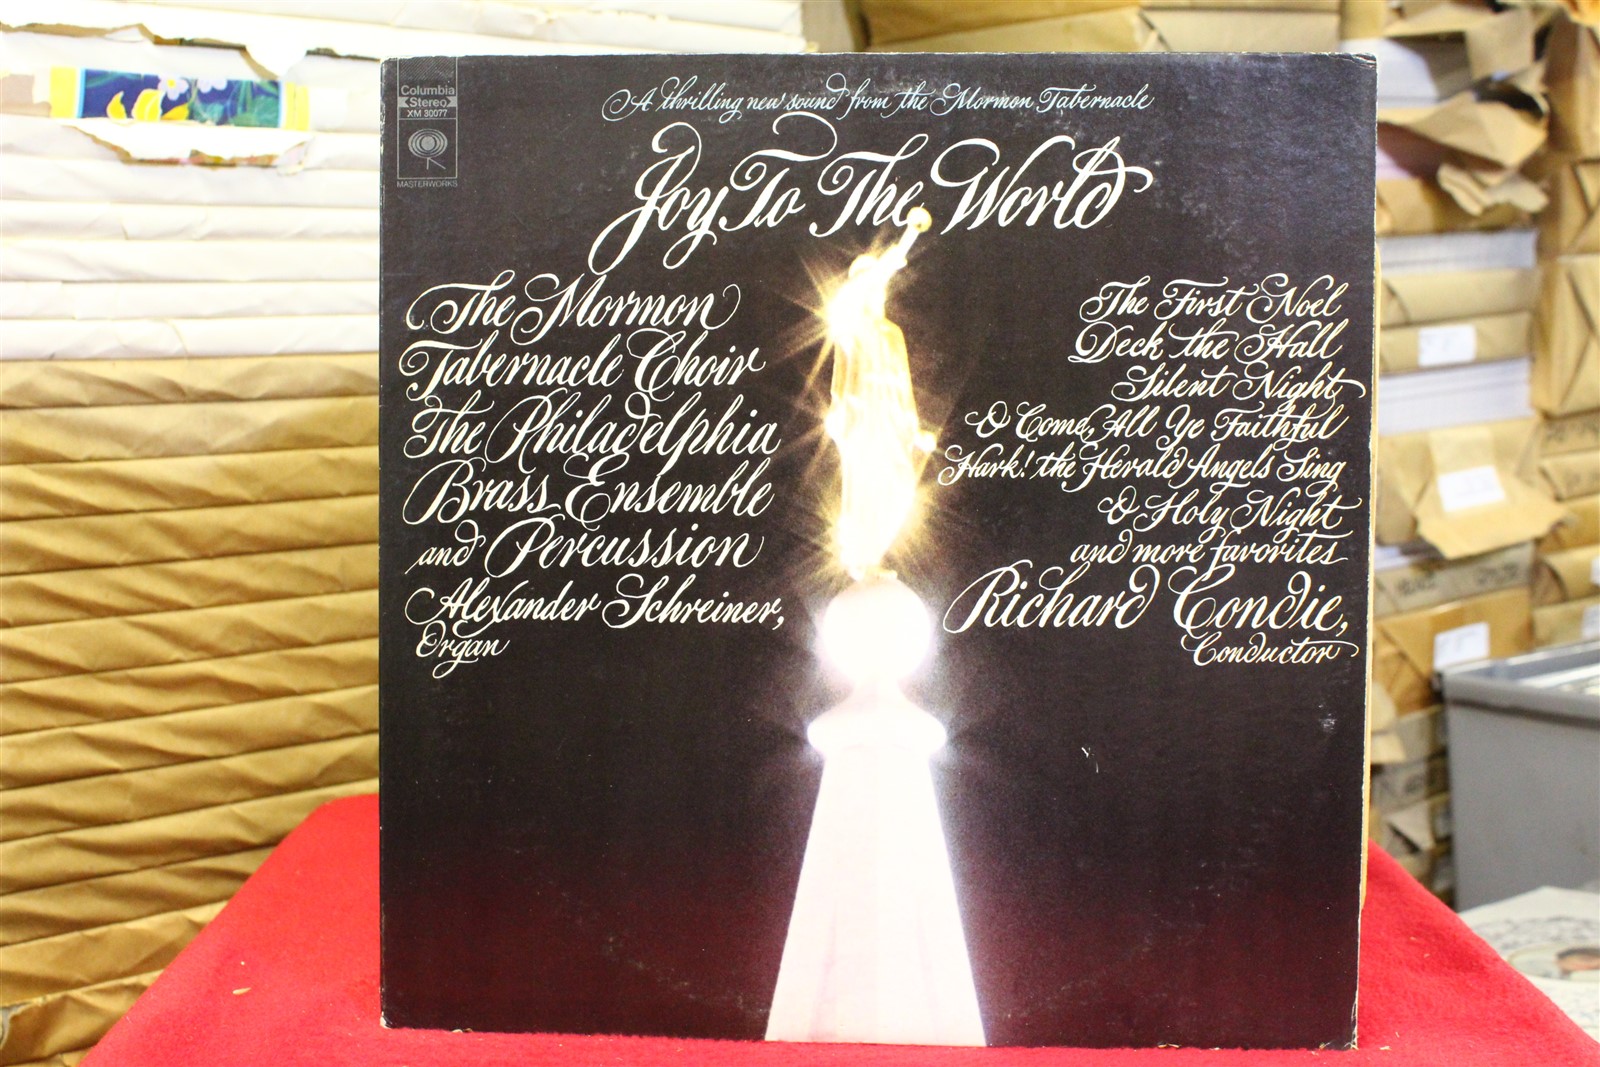 Columbia
Stereo
XM 30077
MASTERWORKS
A thrilling new sound from the Mormon Tabernacle
Joy To The World
The Mormon
Tabernacle Choir
The Philadelphia
Brass Ensemble
and Percussion
Alexander Schreiner,
Organ
The First Noel
Deck the Hall
Silent Night
O Come, All Ye Faithful
Hark! the Herald Angels Sing
O Holy Night
and more favorites
Richard Condie,
Conductor